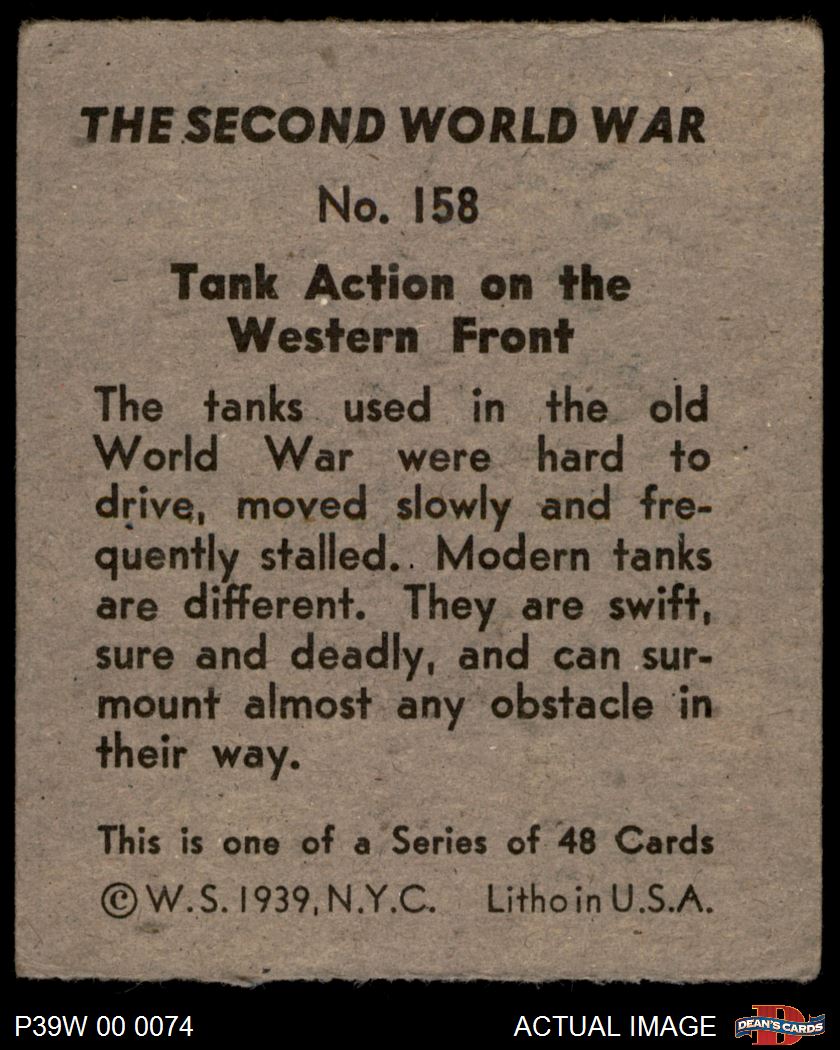 THE SECOND WORLD WAR
No. 158
Tank Action on the
Western Front
The tanks used in the old
World War were hard to
drive, moved slowly and fre-
quently stalled.. Modern tanks
are different. They are swift,
sure and deadly, and can sur-
mount almost any obstacle in
their way.
This is one of a Series of 48 Cards
© W.S. 1939, N.Y.C. Litho in U.S.A.
P39W 00 0074 ACTUAL IMAGE D DEAN'S CARDS